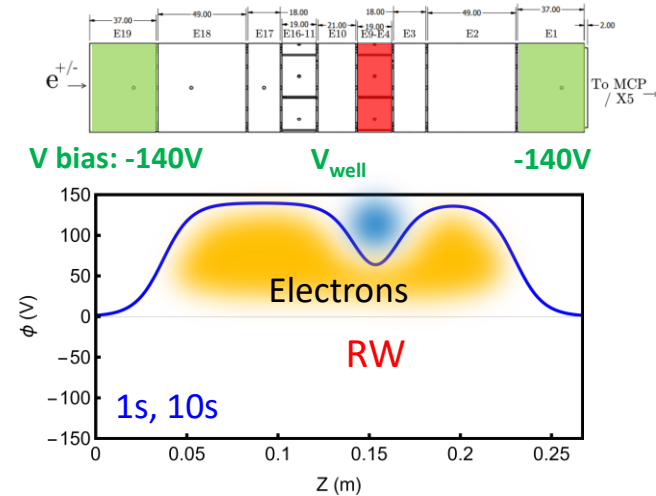 37.00 49.00 18.00 18.00 49.00 37.00
19.00 21.00 19.00 2.00
E19 E18 E17 E16-11 E10 E9-E4 E3 E2 E1
e+/-
To MCP
/ X5
V bias: -140V Vwell -140V
150
100
50
0
−50
−100
−150
ϕ (V)
Electrons
RW
1s, 10s
0 0.05 0.1 0.15 0.2 0.25
Z (m)